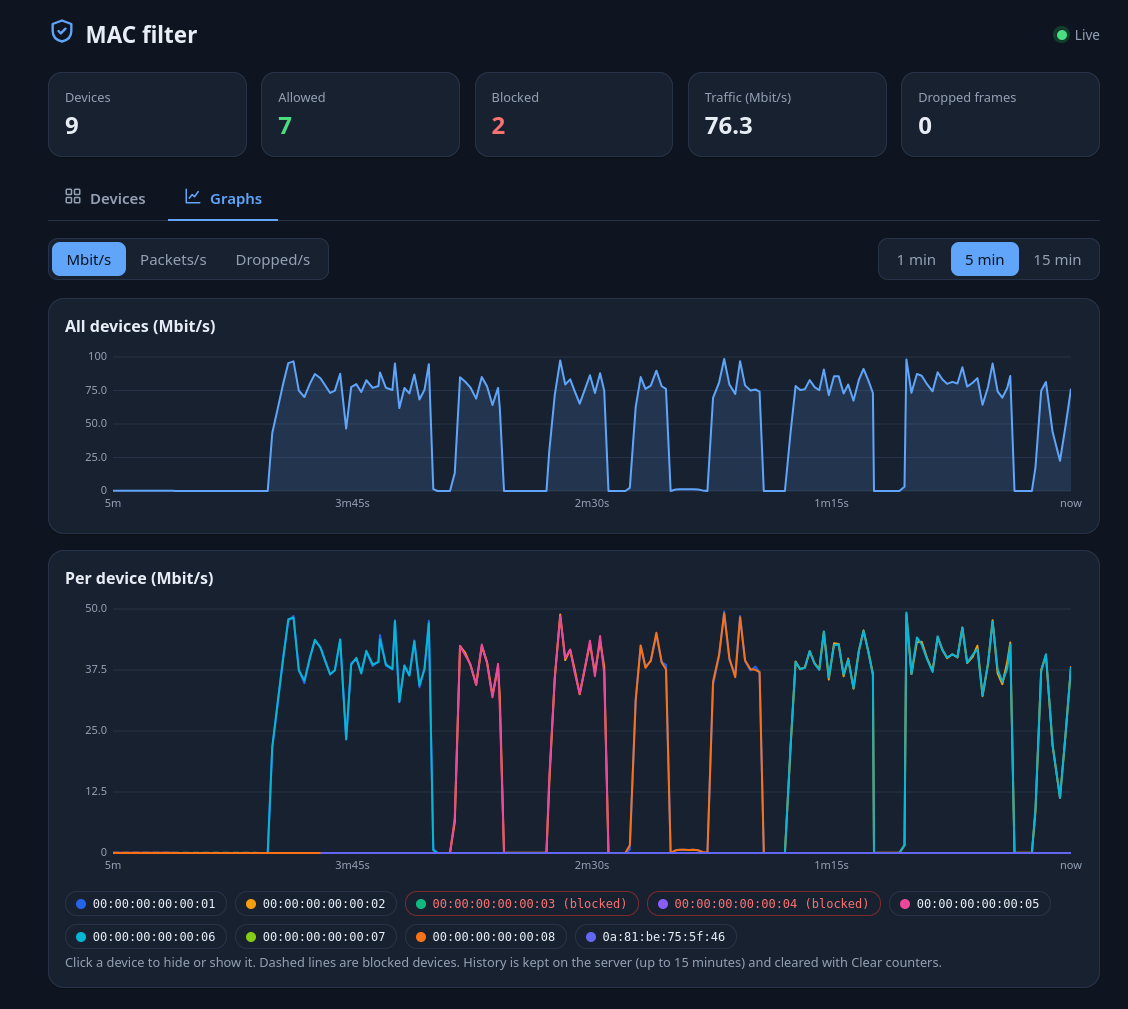 MAC filter
Live
Devices
Allowed
Blocked
Traffic (Mbit/s)
Dropped frames
9
7
2
76.3
0
Devices
Graphs
Mbit/s
Packets/s
Dropped/s
1 min
5 min
15 min
All devices (Mbit/s)
100
75.0
50.0
25.0
0
5m
3m45s
2m30s
1m15s
now
Per device (Mbit/s)
50.0
37.5
25.0
12.5
0
5m
3m45s
2m30s
1m15s
now
00:00:00:00:00:01
00:00:00:00:00:02
00:00:00:00:00:03 (blocked)
00:00:00:00:00:04 (blocked)
00:00:00:00:00:05
00:00:00:00:00:06
00:00:00:00:00:07
00:00:00:00:00:08
0a:81:be:75:5f:46
Click a device to hide or show it. Dashed lines are blocked devices. History is kept on the server (up to 15 minutes) and cleared with Clear counters.